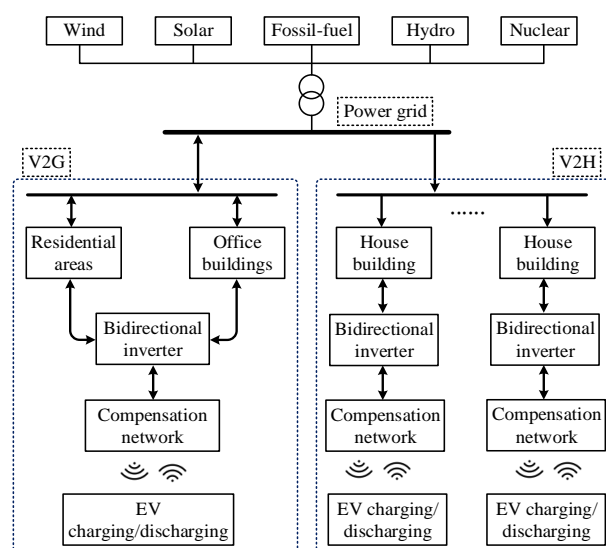 Wind
Solar
Fossil-fuel
Hydro
Nuclear
Power grid
V2G
V2H
Residential
areas
Office
buildings
......
House
building
House
building
Bidirectional
inverter
Bidirectional
inverter
Bidirectional
inverter
Compensation
network
Compensation
network
Compensation
network
EV
charging/discharging
EV charging/
discharging
EV charging/
discharging